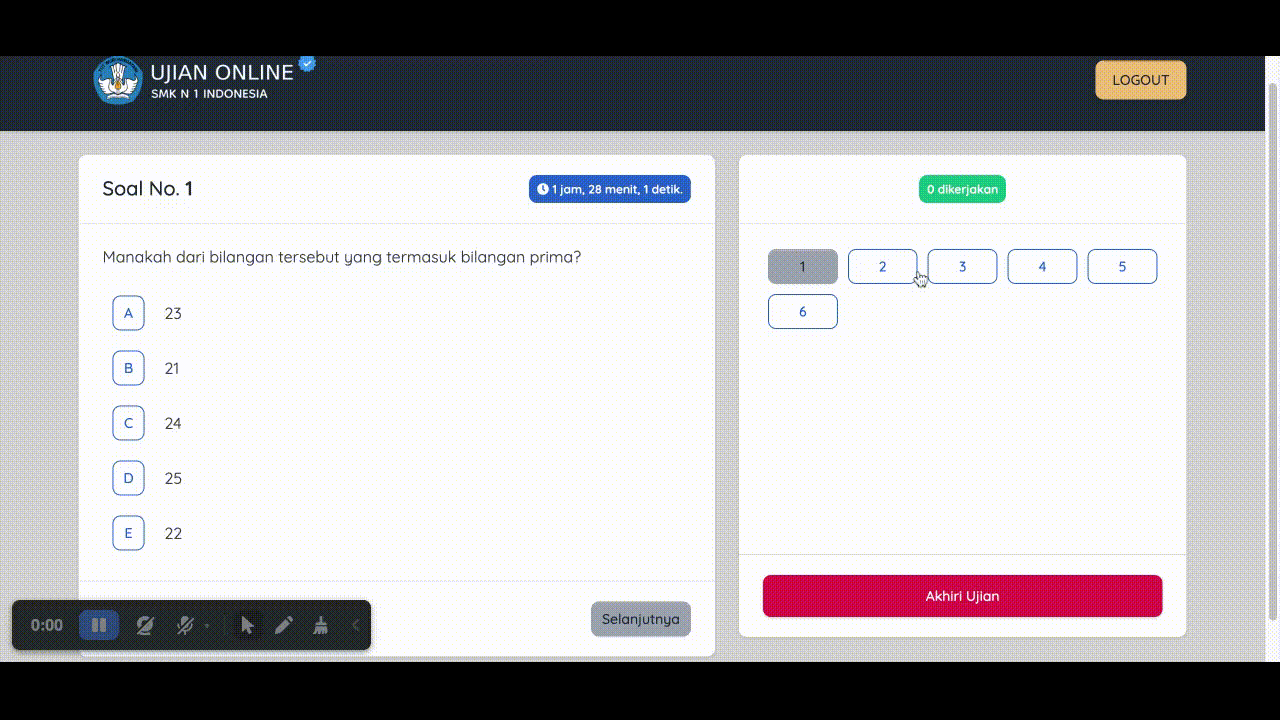 UJIAN ONLINE
SMK N 1 INDONESIA
LOGOUT
Soal No. 1
1 jam, 28 menit, 1 detik.
0 dikerjakan
Manakah dari bilangan tersebut yang termasuk bilangan prima?
A 23
B 21
C 24
D 25
E 22
1 2 3 4 5
6
Selanjutnya
Akhiri Ujian
0:00